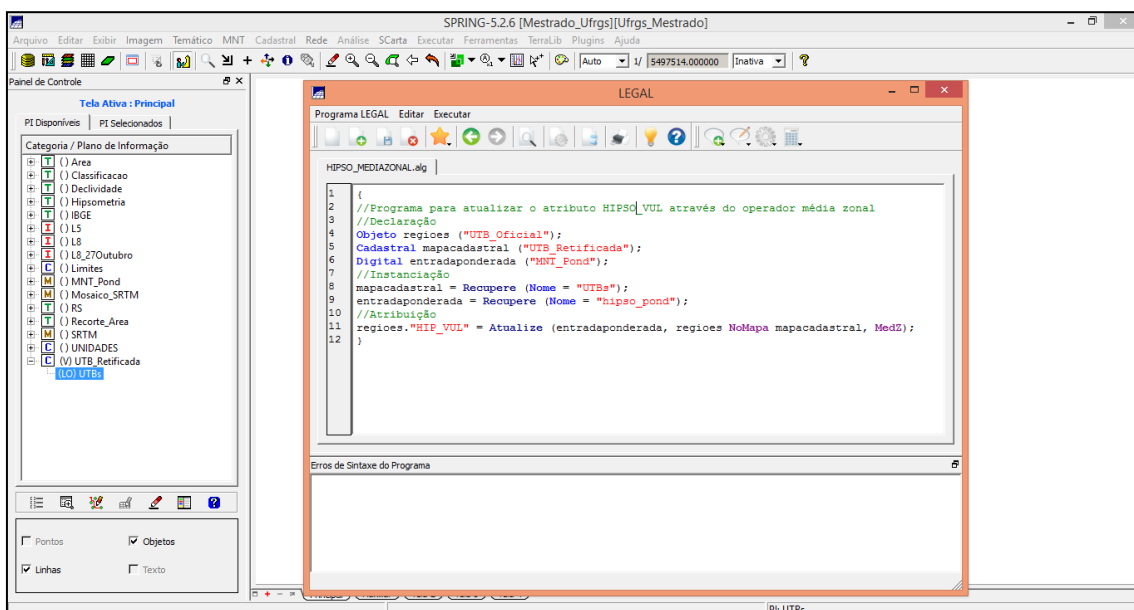 SPRING-5.2.6 [Mestrado_Ufrgs][Ufrgs_Mestrado]
Arquivo Editar Exibir Imagem Temático MNT Cadastral Rede Análise SCarta Executar Ferramentas TerraLib Plugins Ajuda
Auto 1/ 5497514.000000 Inativa
Painel de Controle
Tela Ativa : Principal
PI Disponíveis PI Selecionados
Categoria / Plano de Informação
T () Area
T () Classificacao
T () Declividade
T () Hipsometria
T () IBGE
I () L5
I () L8
I () L8_27Outubro
C () Limites
M () MNT_Pond
M () Mosaico_SRTM
T () RS
T () Recorte_Area
M () SRTM
C () UNIDADES
C (V) UTB_Retificada
(LO) UTBs
Pontos Objetos
Linhas Texto
LEGAL
Programa LEGAL Editar Executar
HIPSO_MEDIAZONAL.alg
1 {
2 //Programa para atualizar o atributo HIPSO_VUL através do operador média zonal
3 //Declaração
4 Objeto regioes ("UTB_Oficial");
5 Cadastral mapacadastral ("UTB_Retificada");
6 Digital entradaponderada ("MNT_Pond");
7 //Instanciação
8 mapacadastral = Recupere (Nome = "UTBs");
9 entradaponderada = Recupere (Nome = "hipso_pond");
10 //Atribuição
11 regioes."HIP_VUL" = Atualize (entradaponderada, regioes NoMapa mapacadastral, MedZ);
12 }
Erros de Sintaxe do Programa
PI: UTBs